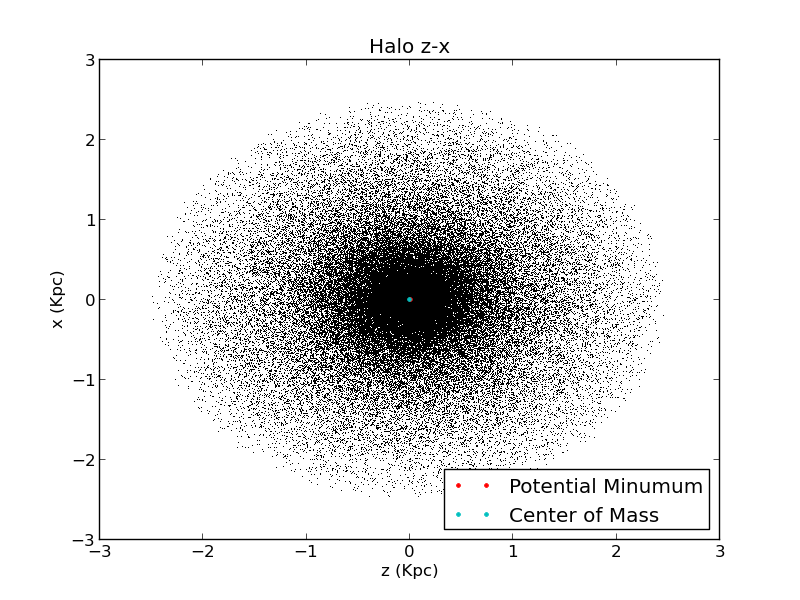 Halo z-x
3
2
1
0
−1
−2
−3
x (Kpc)
−3
−2
−1
0
1
2
3
z (Kpc)
Potential Minumum
Center of Mass